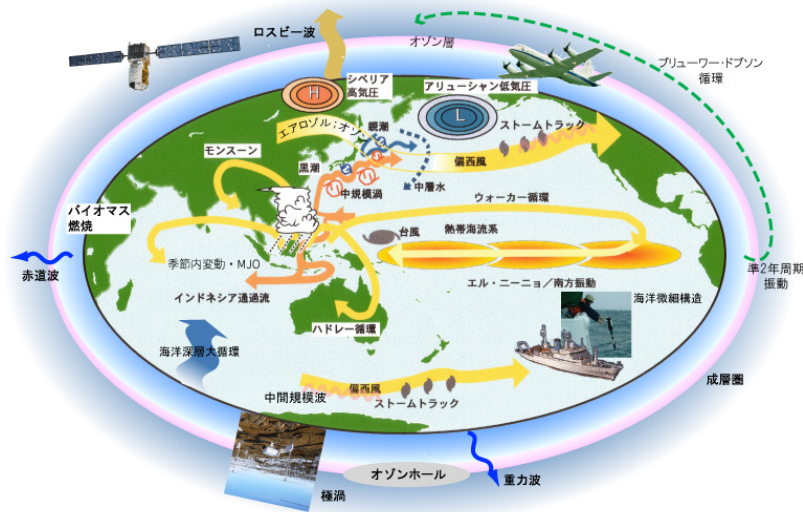 ロスビー波
オゾン層
ブリューワー・ドブソン
循環
シベリア
高気圧
H
アリューシャン低気圧
L
エアロゾル;オゾン
親潮
ストームトラック
モンスーン
黒潮
偏西風
中規模渦
中層水
バイオマス
燃焼
ウォーカー循環
台風
熱帯海流系
赤道波
季節内変動・MJO
準2年周期
振動
エル・ニーニョ/南方振動
インドネシア通過流
海洋微細構造
ハドレー循環
海洋深層大循環
成層圏
偏西風
中間規模波
ストームトラック
オゾンホール
重力波
極渦